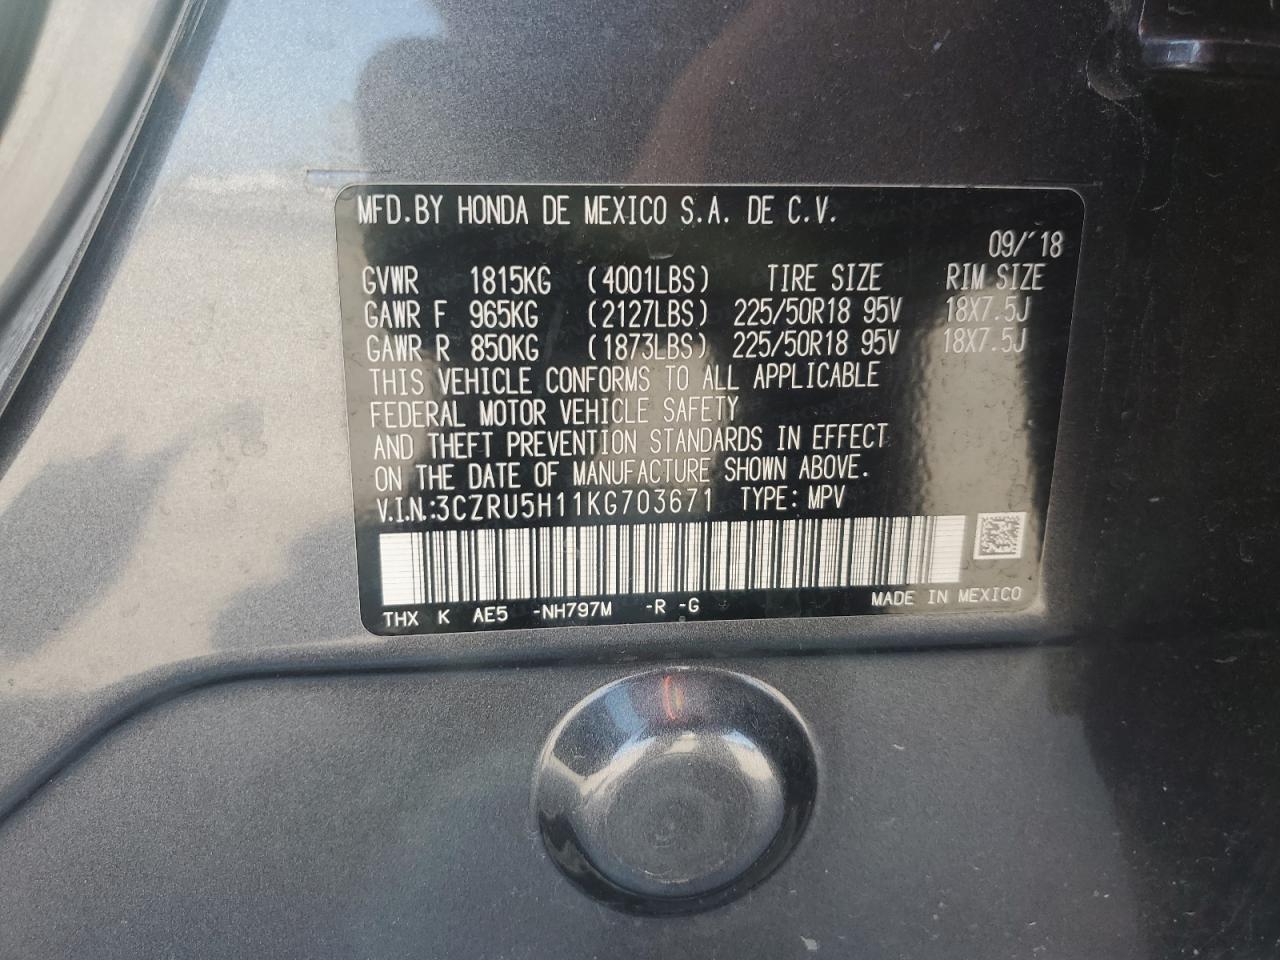 MFD.BY HONDA DE MEXICO S.A. DE C.V.
09/'18
GVWR 1815KG (4001LBS) TIRE SIZE RIM SIZE
GAWR F 965KG (2127LBS) 225/50R18 95V 18X7.5J
GAWR R 850KG (1873LBS) 225/50R18 95V 18X7.5J
THIS VEHICLE CONFORMS TO ALL APPLICABLE
FEDERAL MOTOR VEHICLE SAFETY
AND THEFT PREVENTION STANDARDS IN EFFECT
ON THE DATE OF MANUFACTURE SHOWN ABOVE.
V.I.N.:3CZRU5H11KG703671 TYPE: MPV
THX K AE5 -NH797M -R -G MADE IN MEXICO